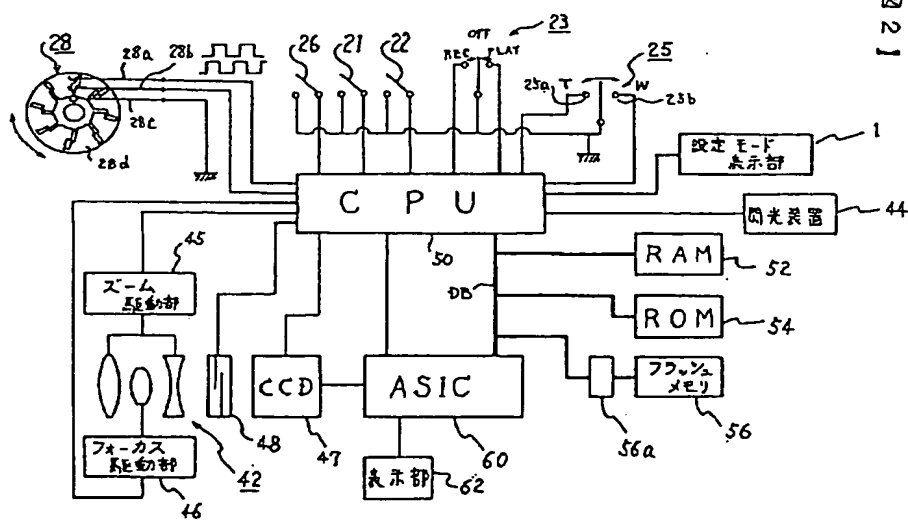 【図2】
28
28a
28b
28c
28d
26
21
22
23
OFF
REC
PLAY
25
25a
T
W
25b
設定モード
表示部
1
CPU
50
閃光装置
44
RAM
52
DB
ROM
54
45
ズーム
駆動部
フラッシュ
メモリ
56
56a
CCD
47
ASIC
60
48
42
フォーカス
駆動部
46
表示部
62